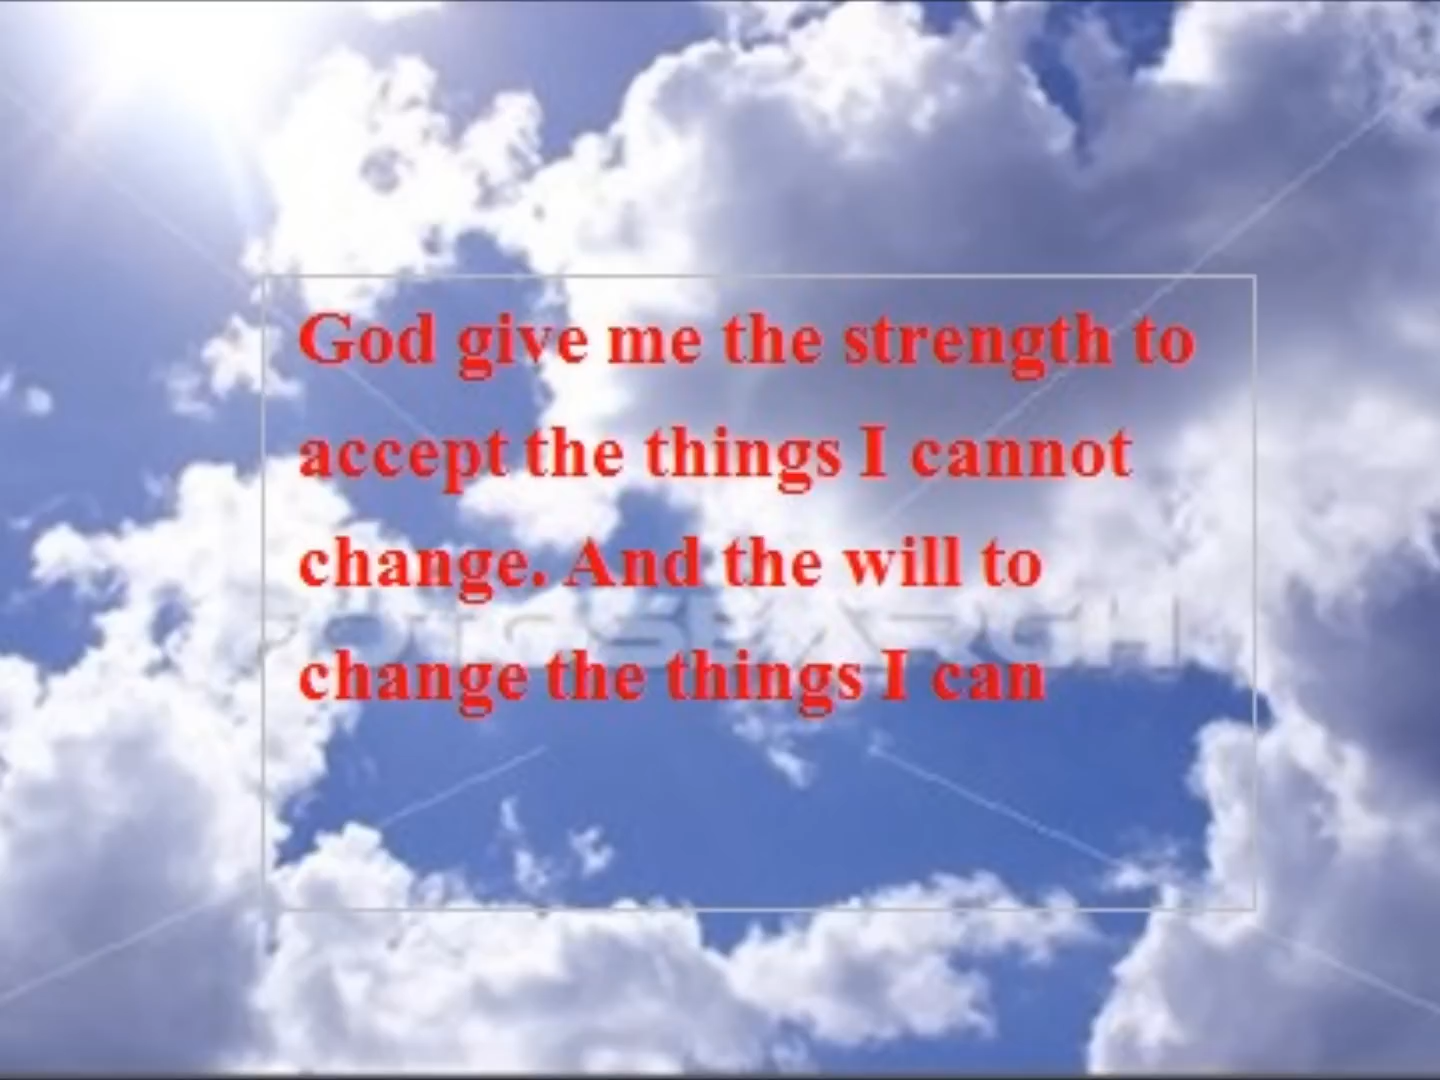 God give me the strength to
accept the things I cannot
change. And the will to
change the things I can
FOTOSEARCH